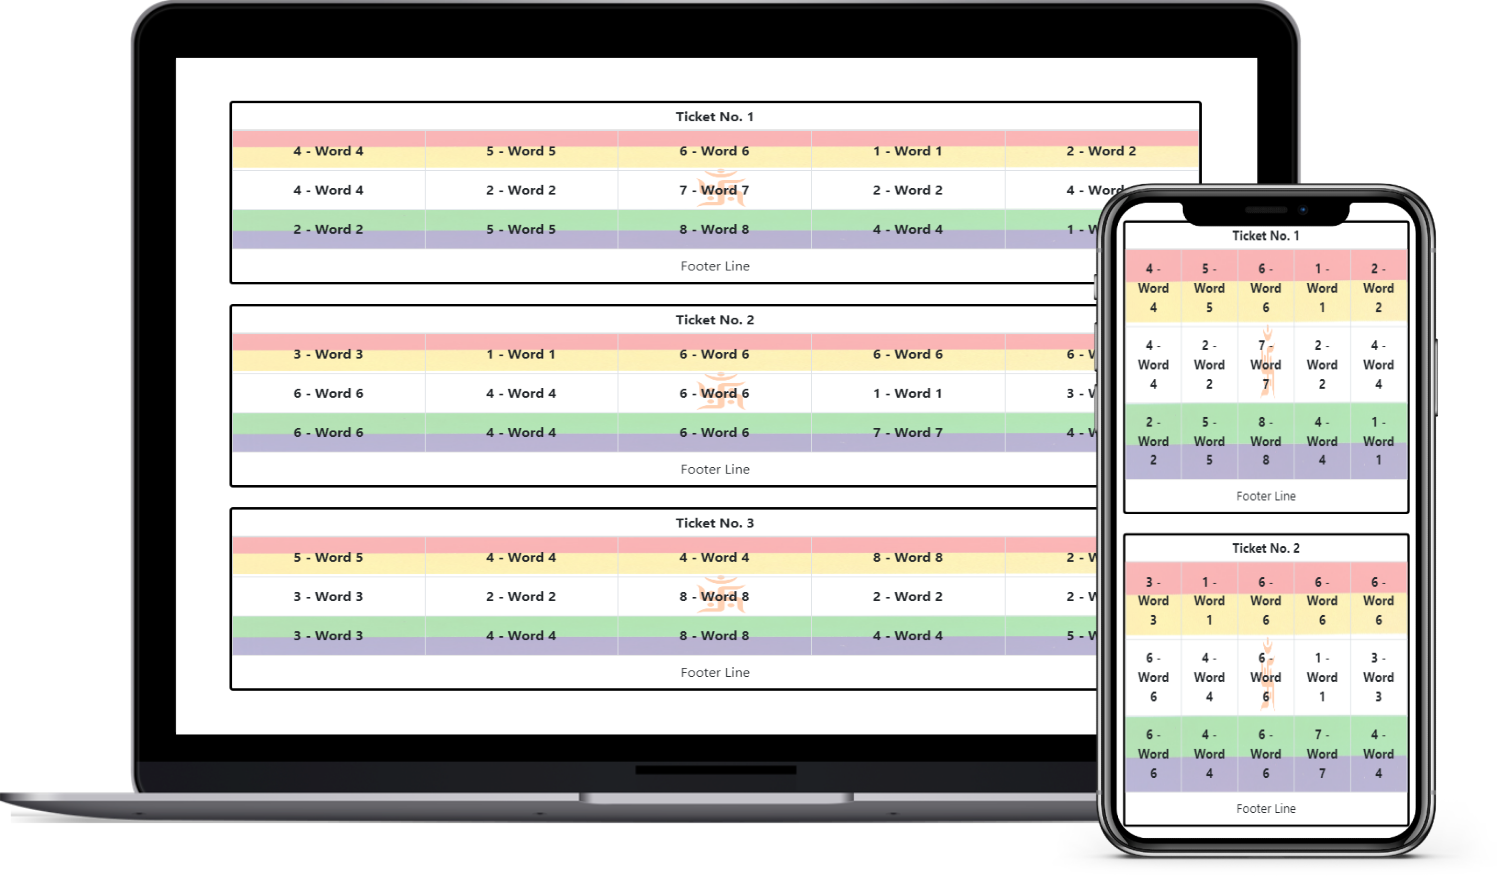 Ticket No. 1
4 - Word 4 5 - Word 5 6 - Word 6 1 - Word 1 2 - Word 2
4 - Word 4 2 - Word 2 7 - Word 7 2 - Word 2 4 - Word
2 - Word 2 5 - Word 5 8 - Word 8 4 - Word 4 1 -
Footer Line
Ticket No. 2
3 - Word 3 1 - Word 1 6 - Word 6 6 - Word 6 6 -
6 - Word 6 4 - Word 4 6 - Word 6 1 - Word 1 3 -
6 - Word 6 4 - Word 4 6 - Word 6 7 - Word 7 4 -
Footer Line
Ticket No. 3
5 - Word 5 4 - Word 4 4 - Word 4 8 - Word 8 2 -
3 - Word 3 2 - Word 2 8 - Word 8 2 - Word 2 2 -
3 - Word 3 4 - Word 4 8 - Word 8 4 - Word 4 5 -
Footer Line
Ticket No. 1
4 - 5 - 6 - 1 - 2 -
Word Word Word Word Word
4 5 6 1 2
4 - 2 - 7 - 2 - 4 -
Word Word Word Word Word
4 2 7 2 4
2 - 5 - 8 - 4 - 1 -
Word Word Word Word Word
2 5 8 4 1
Footer Line
Ticket No. 2
3 - 1 - 6 - 6 - 6 -
Word Word Word Word Word
3 1 6 6 6
6 - 4 - 6 - 1 - 3 -
Word Word Word Word Word
6 4 6 1 3
6 - 4 - 6 - 7 - 4 -
Word Word Word Word Word
6 4 6 7 4
Footer Line